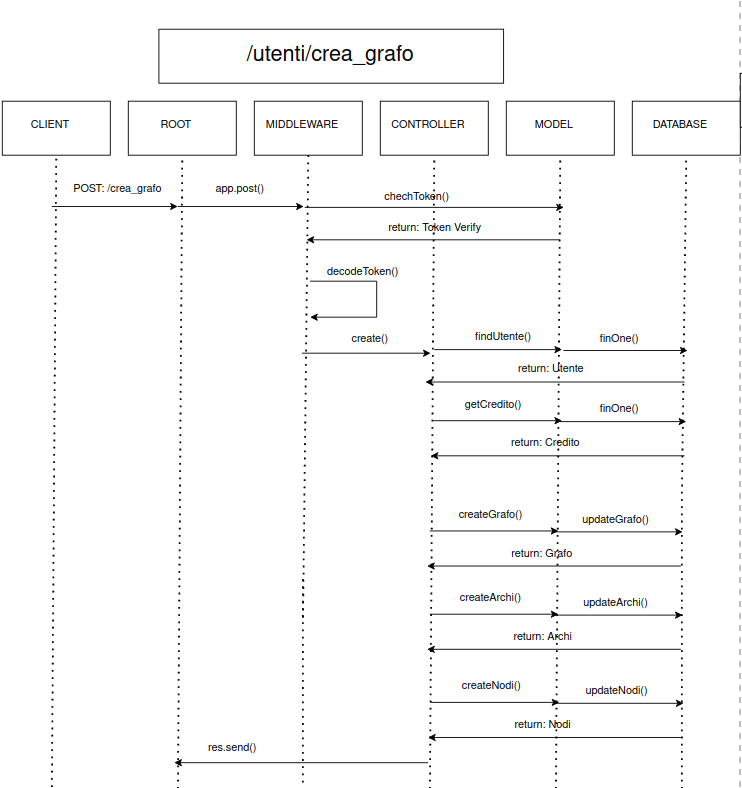 /utenti/crea_grafo
CLIENT
ROOT
MIDDLEWARE
CONTROLLER
MODEL
DATABASE
POST: /crea_grafo
app.post()
chechToken()
return: Token Verify
decodeToken()
create()
findUtente()
finOne()
return: Utente
getCredito()
finOne()
return: Credito
createGrafo()
updateGrafo()
return: Grafo
createArchi()
updateArchi()
return: Archi
createNodi()
updateNodi()
return: Nodi
res.send()